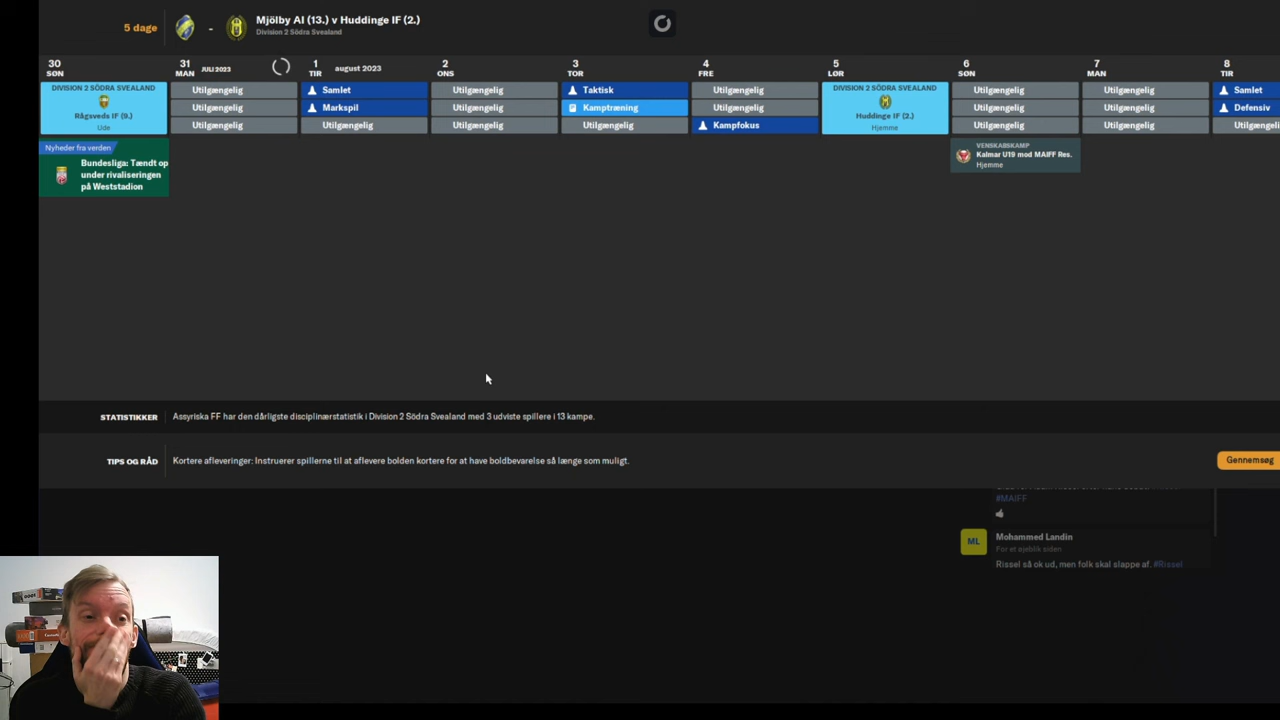 5 dage
-
Mjölby AI (13.) v Huddinge IF (2.)
Division 2 Södra Svealand
30
SØN
31
MAN JULI 2023
1
TIR august 2023
2
ONS
3
TOR
4
FRE
5
LØR
6
SØN
7
MAN
8
TIR
DIVISION 2 SÖDRA SVEALAND
Rågsveds IF (9.)
Ude
Utilgængelig
Utilgængelig
Utilgængelig
Samlet
Markspil
Utilgængelig
Utilgængelig
Utilgængelig
Utilgængelig
Taktisk
Kamptræning
Utilgængelig
Utilgængelig
Utilgængelig
Kampfokus
DIVISION 2 SÖDRA SVEALAND
Huddinge IF (2.)
Hjemme
Utilgængelig
Utilgængelig
Utilgængelig
Utilgængelig
Utilgængelig
Utilgængelig
Samlet
Defensiv
Utilgængeli
Nyheder fra verden
Bundesliga: Tændt op
under rivaliseringen
på Weststadion
VENSKABSKAMP
Kalmar U19 mod MAIFF Res.
Hjemme
STATISTIKKER Assyriska FF har den dårligste disciplinærstatistik i Division 2 Södra Svealand med 3 udviste spillere i 13 kampe.
TIPS OG RÅD Kortere afleveringer: Instruerer spillerne til at aflevere bolden kortere for at have boldbevarelse så længe som muligt.
Gennemsøg
#MAIFF
ML
Mohammed Landin
For et øjeblik siden
Rissel så ok ud, men folk skal slappe af. #Rissel